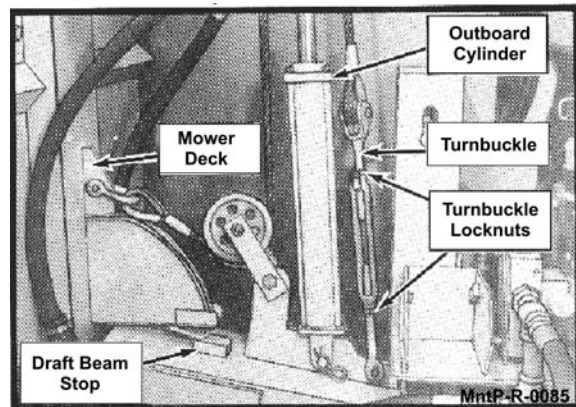 Outboard
Cylinder
Mower
Deck
Turnbuckle
Turnbuckle
Locknuts
Draft Beam
Stop
MntP-R-0085